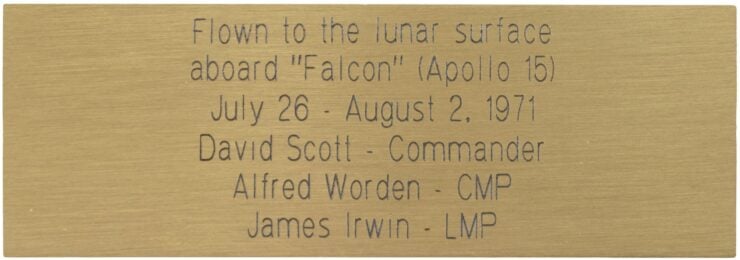 Flown to the lunar surface
aboard "Falcon" (Apollo 15)
July 26 - August 2, 1971
David Scott - Commander
Alfred Worden - CMP
James Irwin - LMP